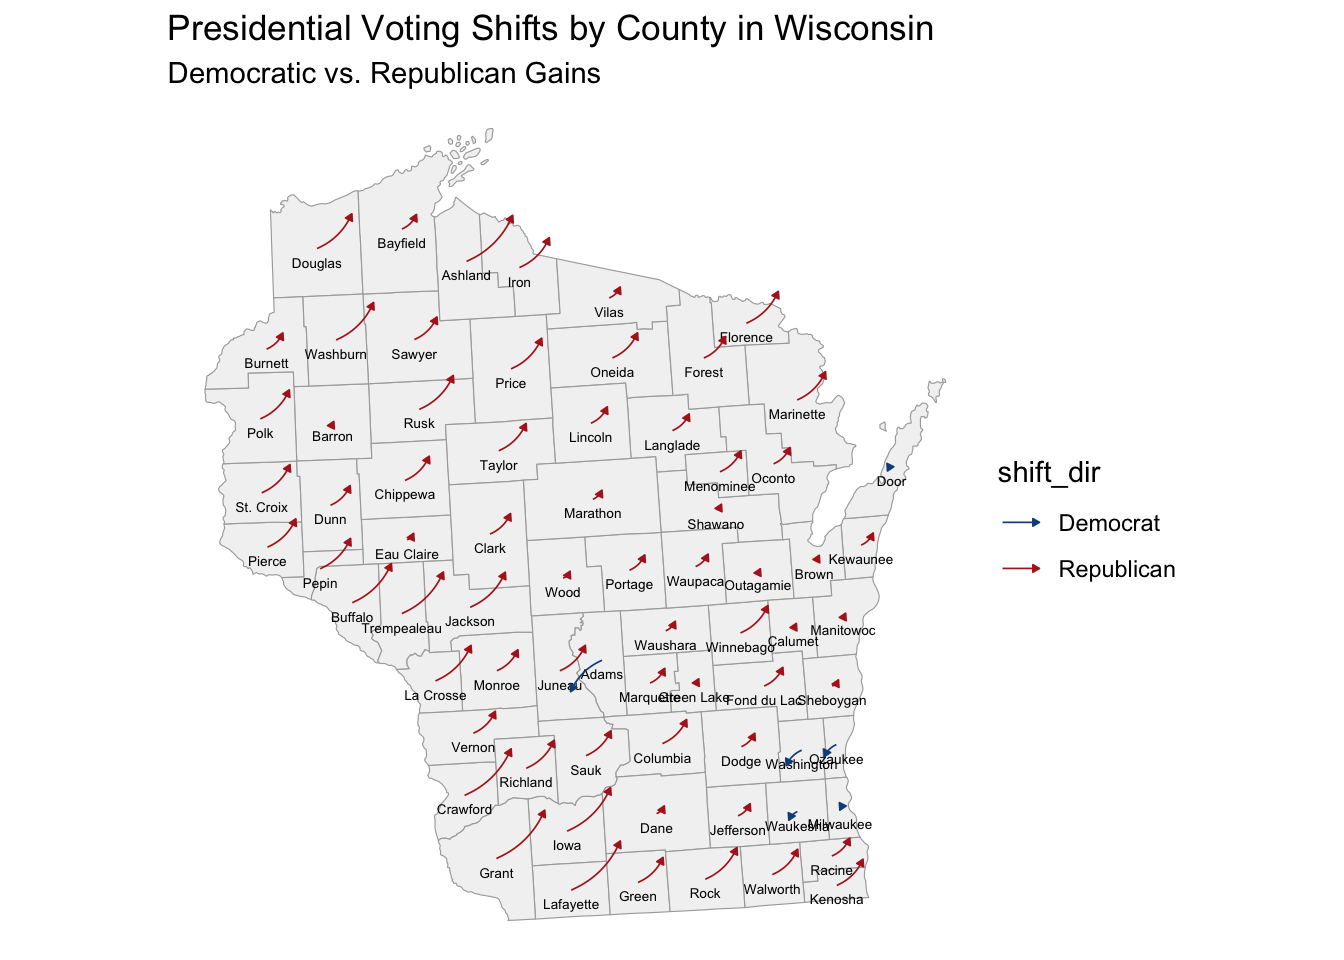 Presidential Voting Shifts by County in Wisconsin
Democratic vs. Republican Gains
Bayfield
Douglas
Ashland
Iron
Vilas
Florence
Burnett
Washburn
Sawyer
Price
Oneida
Forest
Marinette
Polk
Barron
Rusk
Lincoln
Langlade
Taylor
Chippewa
Menominee
Oconto
Door
St. Croix
Dunn
Marathon
Shawano
Pierce
Eau Claire
Clark
Kewaunee
Pepin
Wood
Portage
Waupaca
Outagamie
Brown
Buffalo
Trempealeau
Jackson
Waushara
Winnebago
Calumet
Manitowoc
La Crosse
Monroe
Juneau
Adams
Marquette
Green Lake
Fond du Lac
Sheboygan
Vernon
Richland
Sauk
Columbia
Dodge
Washington
Ozaukee
Crawford
Iowa
Dane
Jefferson
Waukesha
Milwaukee
Grant
Lafayette
Green
Rock
Walworth
Racine
Kenosha
shift_dir
Democrat
Republican